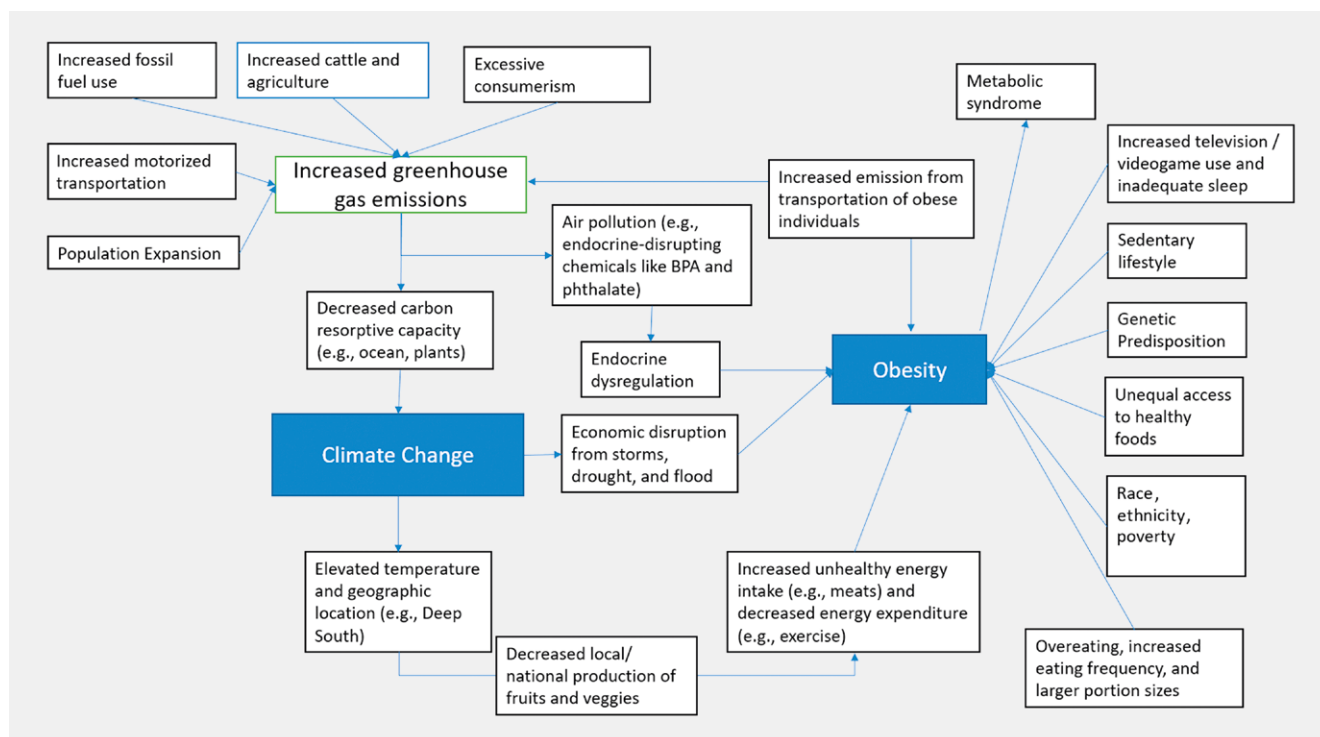 Increased fossil
fuel use
Increased cattle and
agriculture
Excessive
consumerism
Metabolic
syndrome
Increased motorized
transportation
Increased greenhouse
gas emissions
Increased emission from
transportation of obese
individuals
Increased television /
videogame use and
inadequate sleep
Population Expansion
Air pollution (e.g.,
endocrine-disrupting
chemicals like BPA and
phthalate)
Sedentary
lifestyle
Decreased carbon
resorptive capacity
(e.g., ocean, plants)
Endocrine
dysregulation
Obesity
Genetic
Predisposition
Unequal access
to healthy
foods
Climate Change
Economic disruption
from storms,
drought, and flood
Race,
ethnicity,
poverty
Elevated temperature
and geographic
location (e.g., Deep
South)
Decreased local/
national production of
fruits and veggies
Increased unhealthy energy
intake (e.g., meats) and
decreased energy expenditure
(e.g., exercise)
Overeating, increased
eating frequency, and
larger portion sizes